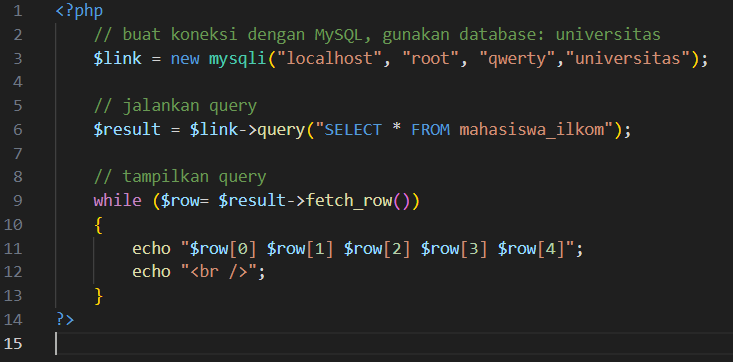 1 <?php
2 // buat koneksi dengan MySQL, gunakan database: universitas
3 $link = new mysqli("localhost", "root", "qwerty","universitas");
4
5 // jalankan query
6 $result = $link->query("SELECT * FROM mahasiswa_ilkom");
7
8 // tampilkan query
9 while ($row= $result->fetch_row())
10 {
11 echo "$row[0] $row[1] $row[2] $row[3] $row[4]";
12 echo "<br />";
13 }
14 ?>
15